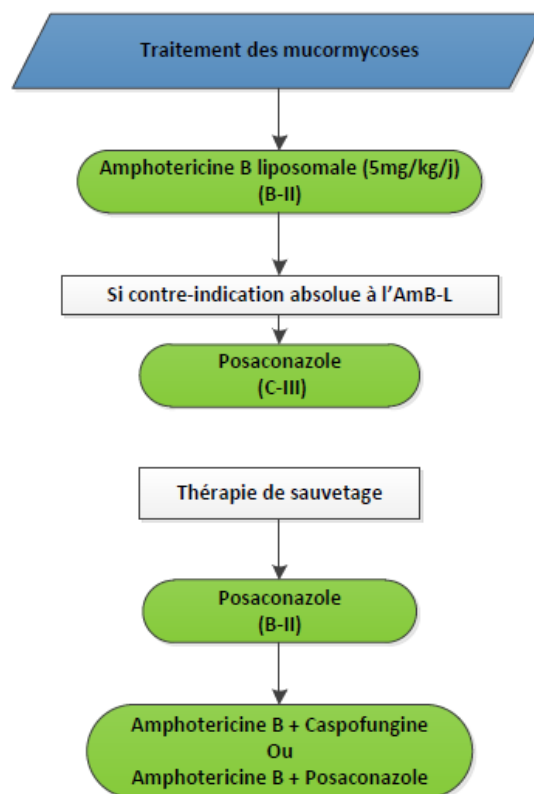 Traitement des mucormycoses
Amphotericine B liposomale (5mg/kg/j)
(B-II)
Si contre-indication absolue à l'AmB-L
Posaconazole
(C-III)
Thérapie de sauvetage
Posaconazole
(B-II)
Amphotericine B + Caspofungine
Ou
Amphotericine B + Posaconazole